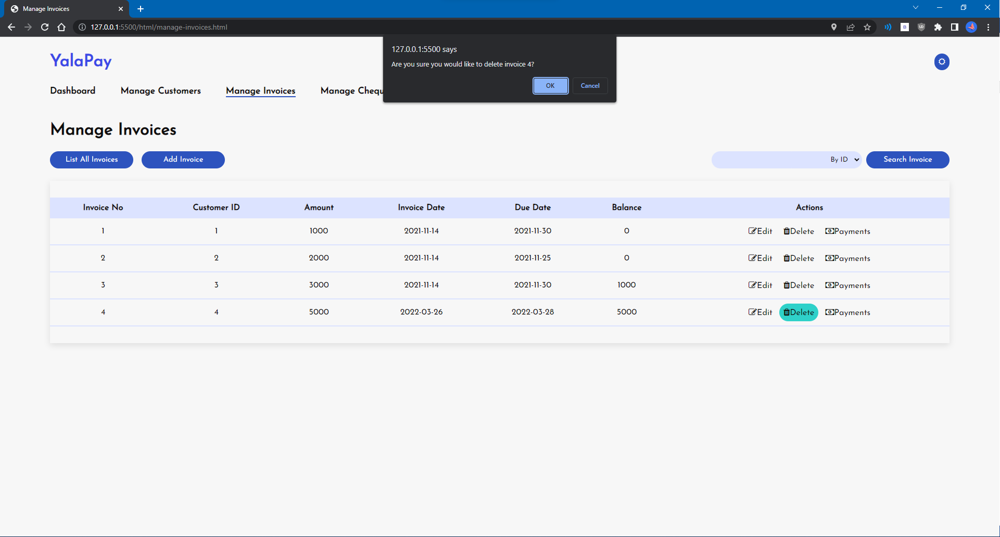 Manage Invoices
127.0.0.1:5500/html/manage-invoices.html
127.0.0.1:5500 says
Are you sure you would like to delete invoice 4?
OK Cancel
YalaPay
Dashboard Manage Customers Manage Invoices Manage Chequ
Manage Invoices
List All Invoices Add Invoice By ID Search Invoice
Invoice No Customer ID Amount Invoice Date Due Date Balance Actions
1 1 1000 2021-11-14 2021-11-30 0 Edit Delete Payments
2 2 2000 2021-11-14 2021-11-25 0 Edit Delete Payments
3 3 3000 2021-11-14 2021-11-30 1000 Edit Delete Payments
4 4 5000 2022-03-26 2022-03-28 5000 Edit Delete Payments